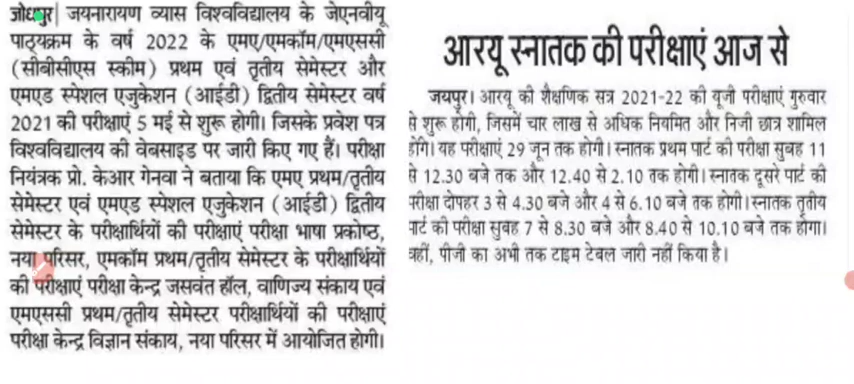 जोधपुर| जयनारायण व्यास विश्वविद्यालय के जेएनवीयू
पाठ्यक्रम के वर्ष 2022 के एमए/एमकॉम/एमएससी
(सीबीसीएस स्कीम) प्रथम एवं तृतीय सेमेस्टर और
एमएड स्पेशल एजुकेशन (आईडी) द्वितीय सेमेस्टर वर्ष
2021 की परीक्षाएं 5 मई से शुरू होगी। जिसके प्रवेश पत्र
विश्वविद्यालय की वेबसाइड पर जारी किए गए हैं। परीक्षा
नियंत्रक प्रो. केआर गेनवा ने बताया कि एमए प्रथम/तृतीय
सेमेस्टर एवं एमएड स्पेशल एजुकेशन (आईडी) द्वितीय
सेमेस्टर के परीक्षार्थियों की परीक्षाएं परीक्षा भाषा प्रकोष्ठ,
नया परिसर, एमकॉम प्रथम/तृतीय सेमेस्टर के परीक्षार्थियों
की परीक्षाएं परीक्षा केन्द्र जसवंत हॉल, वाणिज्य संकाय एवं
एमएससी प्रथम/तृतीय सेमेस्टर परीक्षार्थियों की परीक्षाएं
परीक्षा केन्द्र विज्ञान संकाय, नया परिसर में आयोजित होगी।
आरयू स्नातक की परीक्षाएं आज से
जयपुर। आरयू की शैक्षणिक सत्र 2021-22 की यूजी परीक्षाएं गुरुवार
से शुरू होगी, जिसमें चार लाख से अधिक नियमित और निजी छात्र शामिल
होंगे। यह परीक्षाएं 29 जून तक होगी। स्नातक प्रथम पार्ट की परीक्षा सुबह 11
से 12.30 बजे तक और 12.40 से 2.10 तक होगी। स्नातक दूसरे पार्ट की
परीक्षा दोपहर 3 से 4.30 बजे और 4 से 6.10 बजे तक होगी। स्नातक तृतीय
पार्ट की परीक्षा सुबह 7 से 8.30 बजे और 8.40 से 10.10 बजे तक होगा।
वहीं, पीजी का अभी तक टाइम टेबल जारी नहीं किया है।